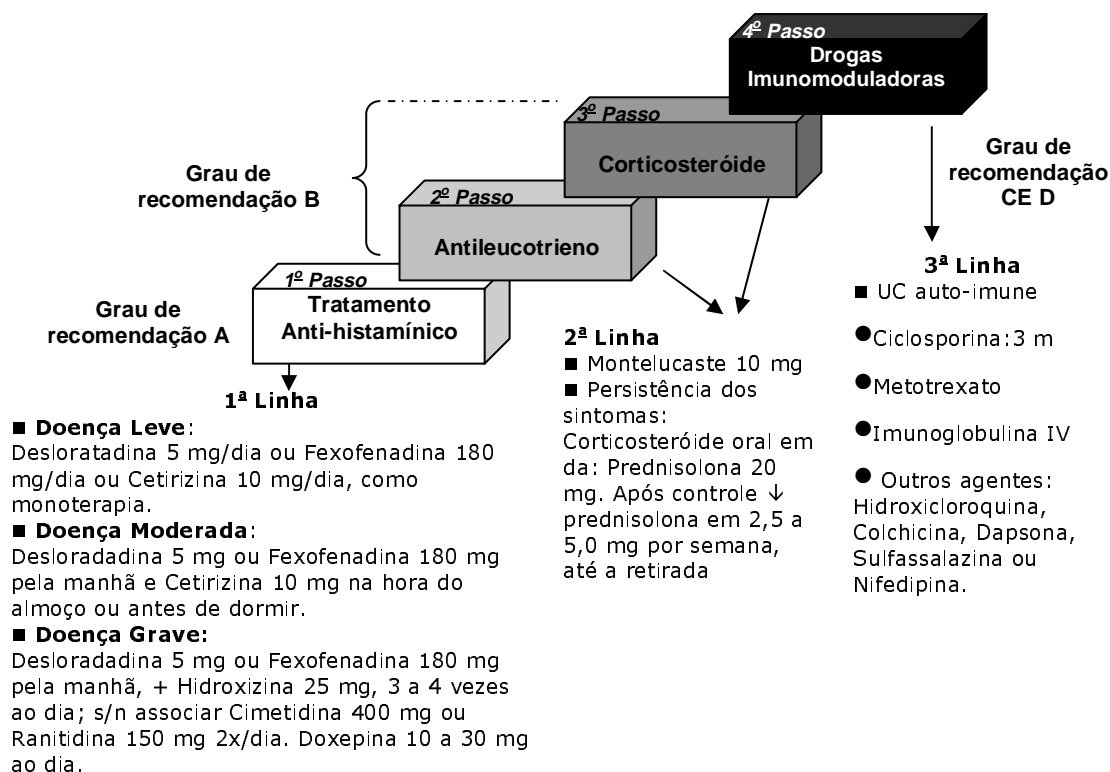 4º Passo
Drogas
Imunomoduladoras
3º Passo
Corticosteróide
Grau de
recomendação
CE D
Grau de
recomendação B
2º Passo
Antileucotrieno
1º Passo
Tratamento
Anti-histamínico
Grau de
recomendação A
1ª Linha
■ Doença Leve:
Desloratadina 5 mg/dia ou Fexofenadina 180
mg/dia ou Cetirizina 10 mg/dia, como
monoterapia.
■ Doença Moderada:
Desloradadina 5 mg ou Fexofenadina 180 mg
pela manhã e Cetirizina 10 mg na hora do
almoço ou antes de dormir.
■ Doença Grave:
Desloradadina 5 mg ou Fexofenadina 180 mg
pela manhã, + Hidroxizina 25 mg, 3 a 4 vezes
ao dia; s/n associar Cimetidina 400 mg ou
Ranitidina 150 mg 2x/dia. Doxepina 10 a 30 mg
ao dia.
2ª Linha
■ Montelucaste 10 mg
■ Persistência dos
sintomas:
Corticosteróide oral em
da: Prednisolona 20
mg. Após controle ↓
prednisolona em 2,5 a
5,0 mg por semana,
até a retirada
3ª Linha
■ UC auto-imune
●Ciclosporina:3 m
●Metotrexato
●Imunoglobulina IV
● Outros agentes:
Hidroxicloroquina,
Colchicina, Dapsona,
Sulfassalazina ou
Nifedipina.